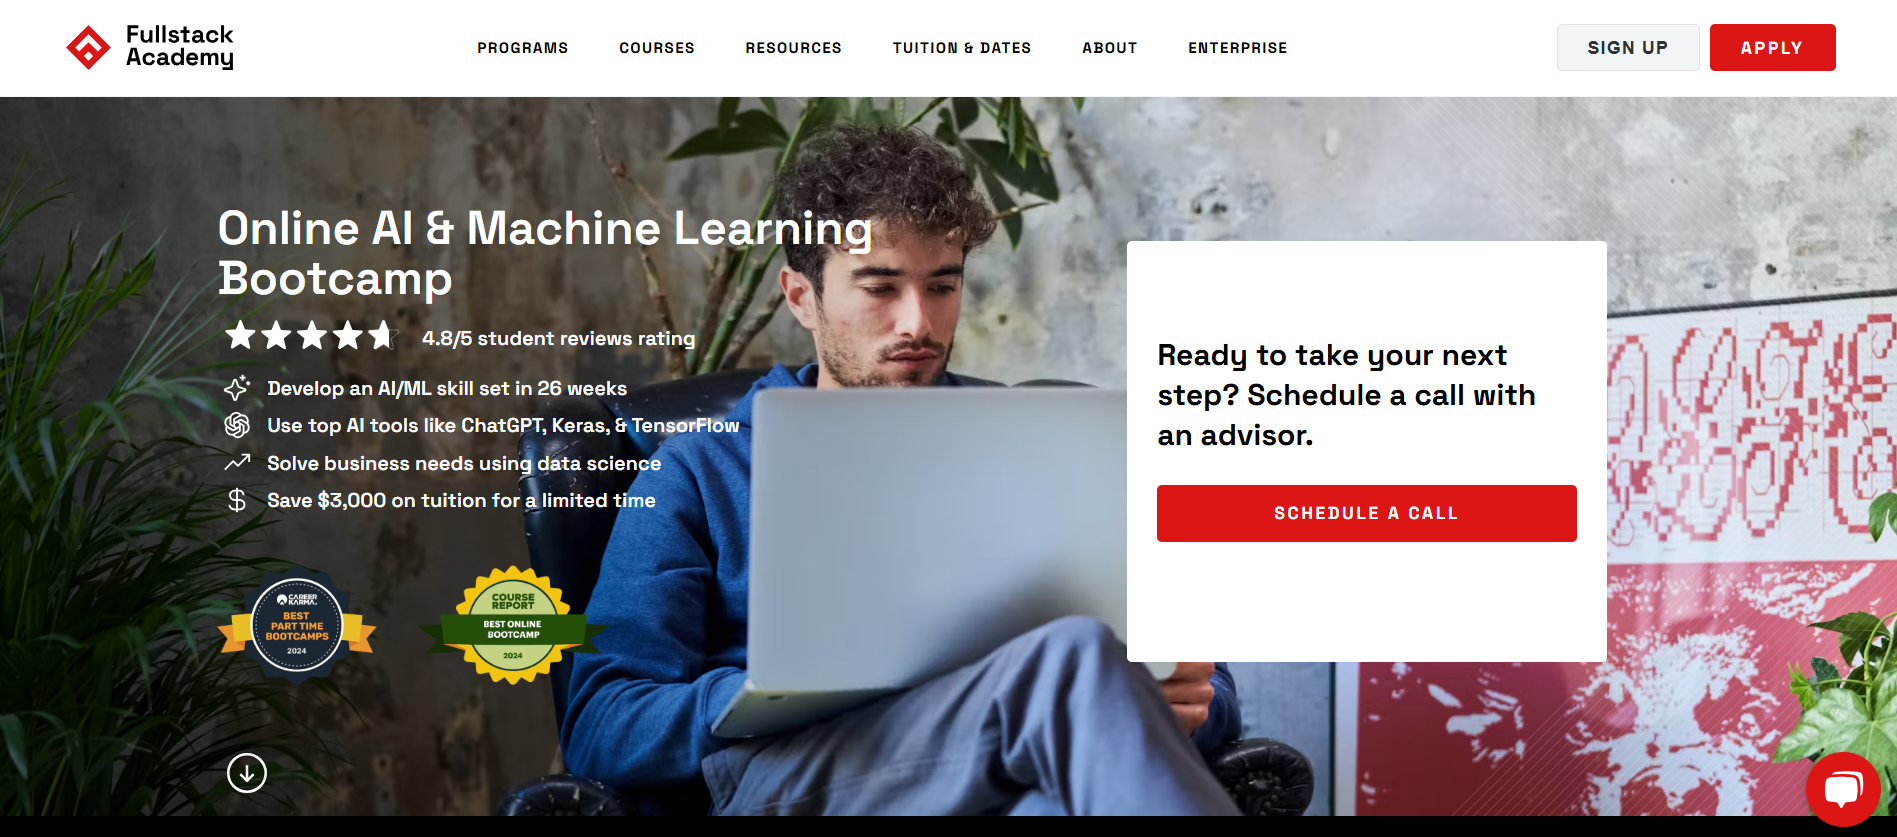 Fullstack
Academy
PROGRAMS
COURSES
RESOURCES
TUITION & DATES
ABOUT
ENTERPRISE
SIGN UP
APPLY
Online AI & Machine Learning
Bootcamp
4.8/5 student reviews rating
Develop an AI/ML skill set in 26 weeks
Use top AI tools like ChatGPT, Keras, & TensorFlow
Solve business needs using data science
Save $3,000 on tuition for a limited time
CAREER
KARMA.
BEST
PART TIME
BOOTCAMPS
2024
COURSE
REPORT
BEST ONLINE
BOOTCAMP
2024
Ready to take your next
step? Schedule a call with
an advisor.
SCHEDULE A CALL